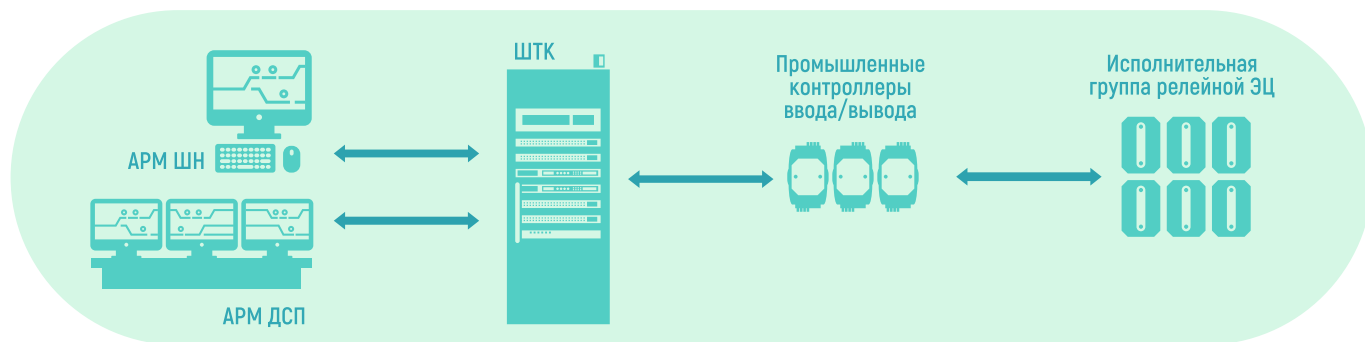 ШТК
Промышленные
контроллеры
ввода/вывода
Исполнительная
группа релейной ЭЦ
АРМ ШН
АРМ ДСП